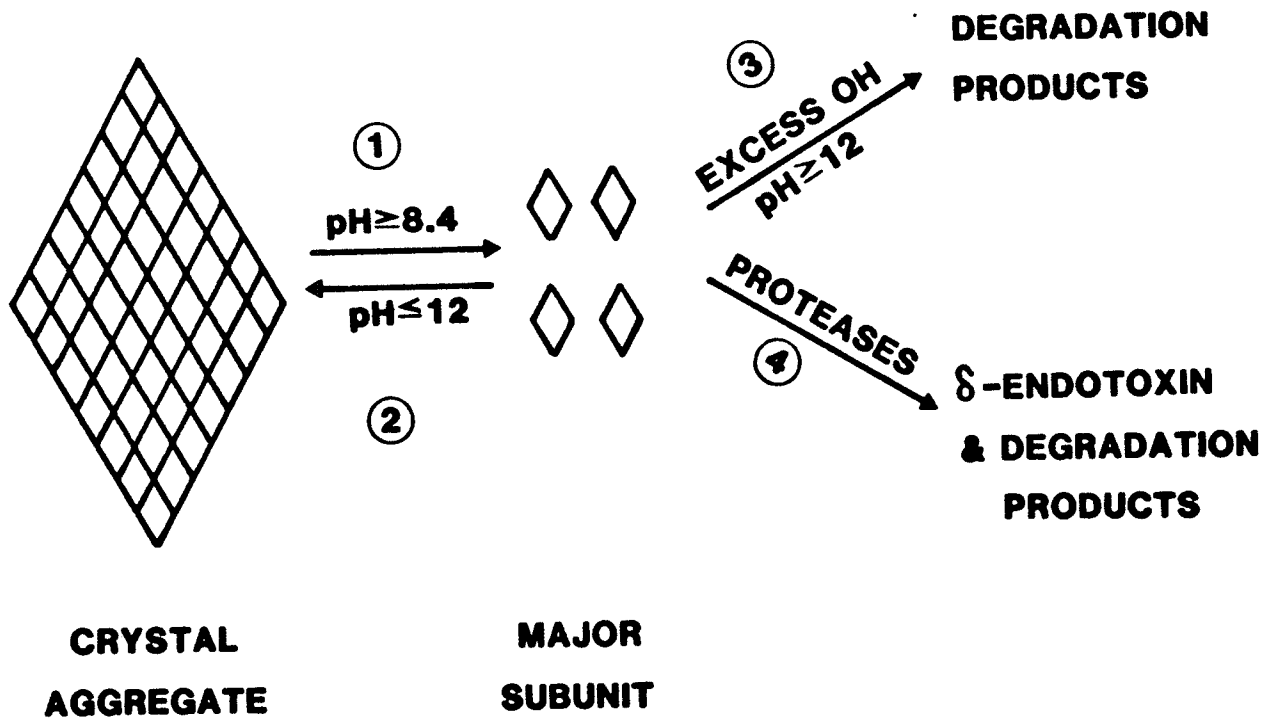 ①
pH≥8.4
pH≤12
②
③
EXCESS OH
pH≥12
DEGRADATION
PRODUCTS
PROTEASES
④
δ-ENDOTOXIN
& DEGRADATION
PRODUCTS
CRYSTAL
AGGREGATE
MAJOR
SUBUNIT